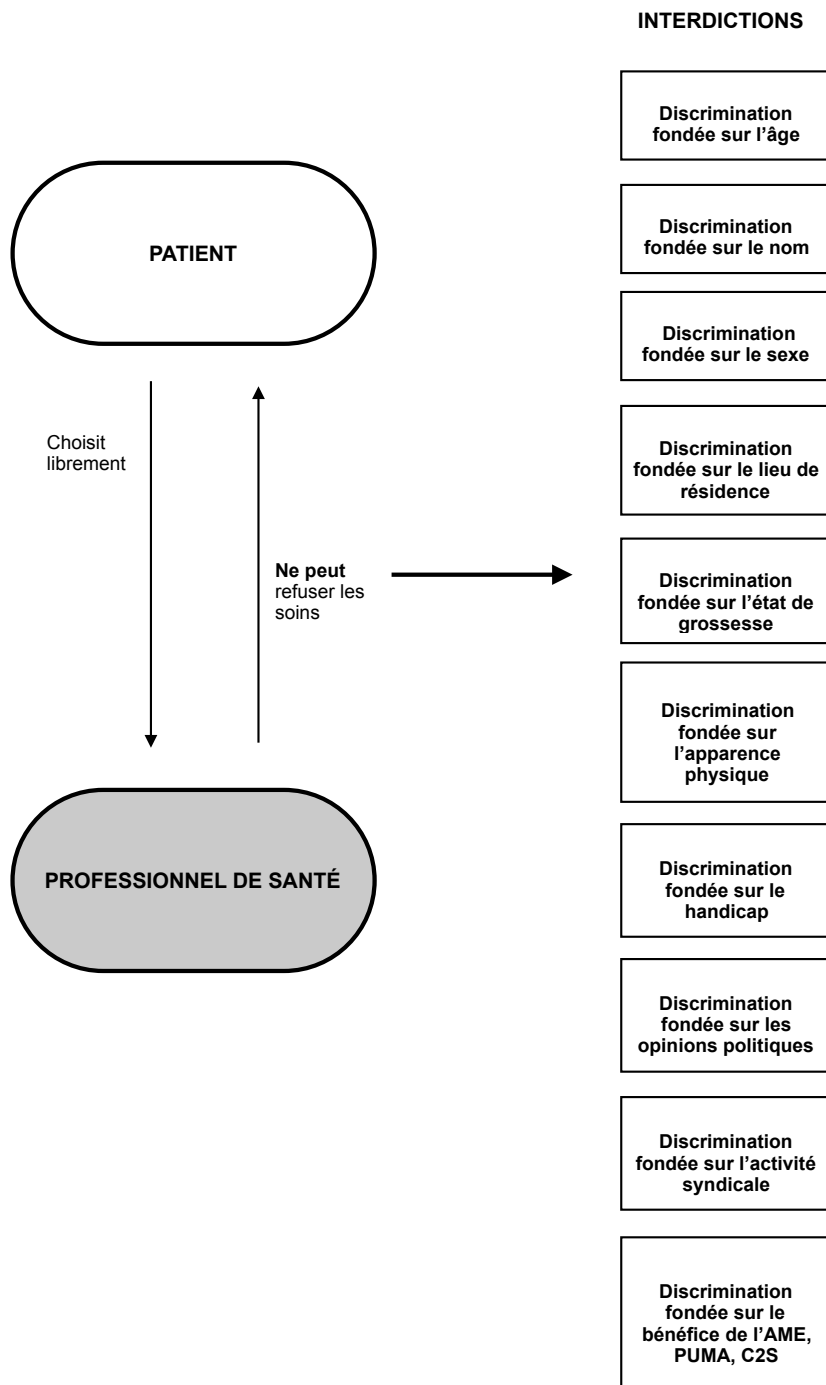 INTERDICTIONS
Discrimination
fondée sur l’âge
PATIENT
Discrimination
fondée sur le nom
Discrimination
fondée sur le sexe
Choisit
librement
Discrimination
fondée sur le lieu de
résidence
Ne peut
refuser les
soins
Discrimination
fondée sur l’état de
grossesse
Discrimination
fondée sur
l’apparence
physique
PROFESSIONNEL DE SANTÉ
Discrimination
fondée sur le
handicap
Discrimination
fondée sur les
opinions politiques
Discrimination
fondée sur l’activité
syndicale
Discrimination
fondée sur le
bénéfice de l’AME,
PUMA, C2S